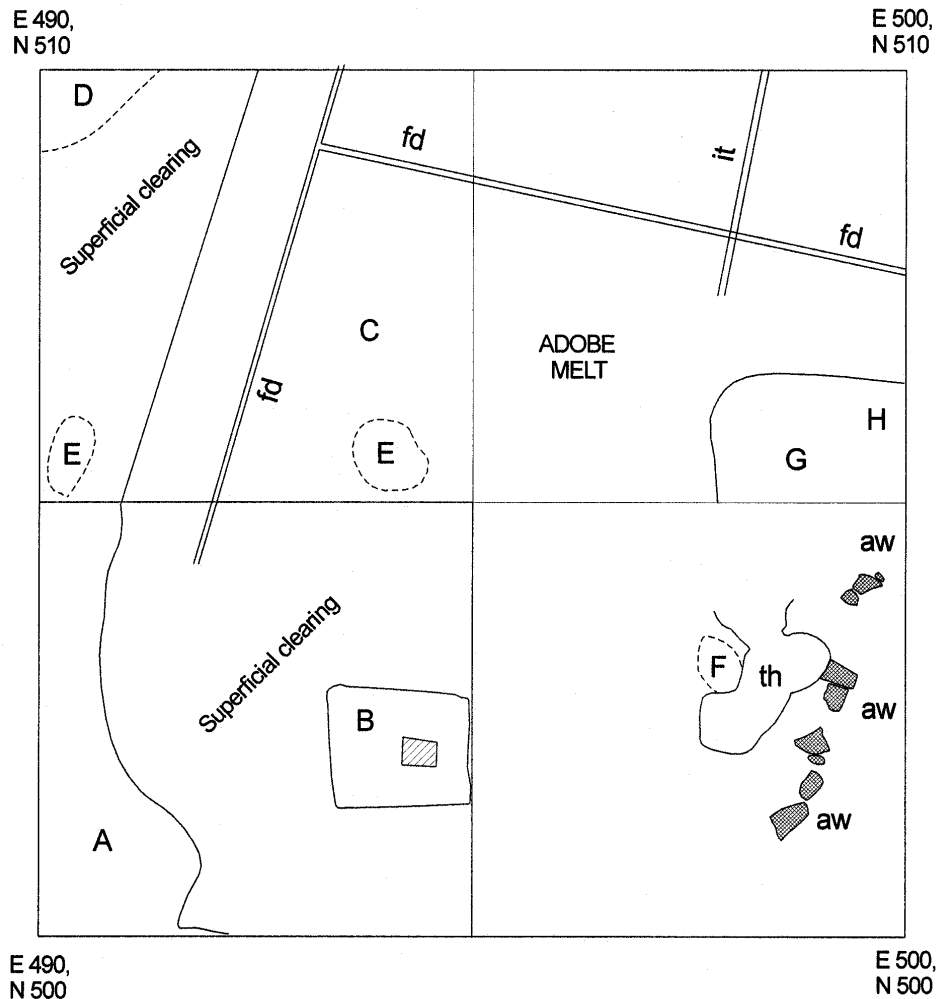 E 490,
N 510
E 500,
N 510
D
Superficial clearing
fd
it
fd
C
ADOBE
MELT
fd
E
E
H
G
aw
Superficial clearing
F
th
B
aw
A
aw
E 490,
N 500
E 500,
N 500